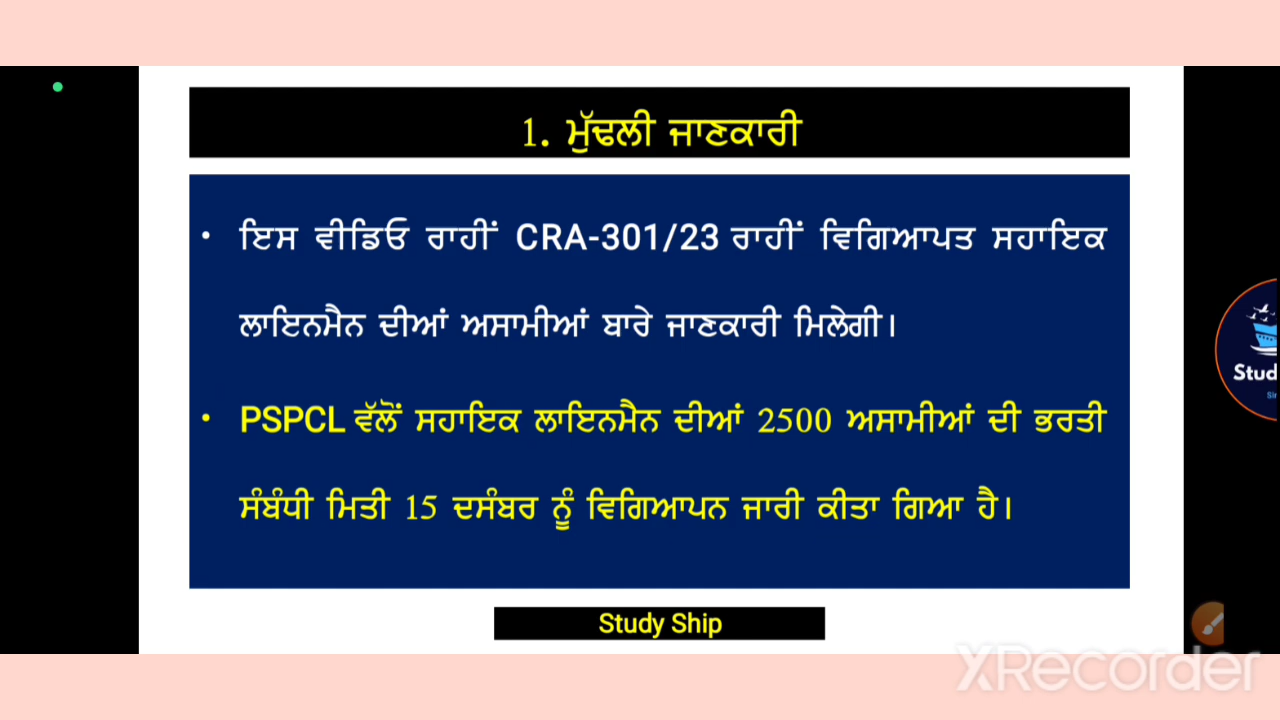 1. ਮੁੱਢਲੀ ਜਾਣਕਾਰੀ
• ਇਸ ਵੀਡਿਓ ਰਾਹੀਂ CRA-301/23 ਰਾਹੀਂ ਵਿਗਿਆਪਤ ਸਹਾਇਕ
ਲਾਇਨਮੈਨ ਦੀਆਂ ਅਸਾਮੀਆਂ ਬਾਰੇ ਜਾਣਕਾਰੀ ਮਿਲੇਗੀ।
• PSPCL ਵੱਲੋਂ ਸਹਾਇਕ ਲਾਇਨਮੈਨ ਦੀਆਂ 2500 ਅਸਾਮੀਆਂ ਦੀ ਭਰਤੀ
ਸੰਬੰਧੀ ਮਿਤੀ 15 ਦਸੰਬਰ ਨੂੰ ਵਿਗਿਆਪਨ ਜਾਰੀ ਕੀਤਾ ਗਿਆ ਹੈ।
Stud
Study Ship
XRecorder